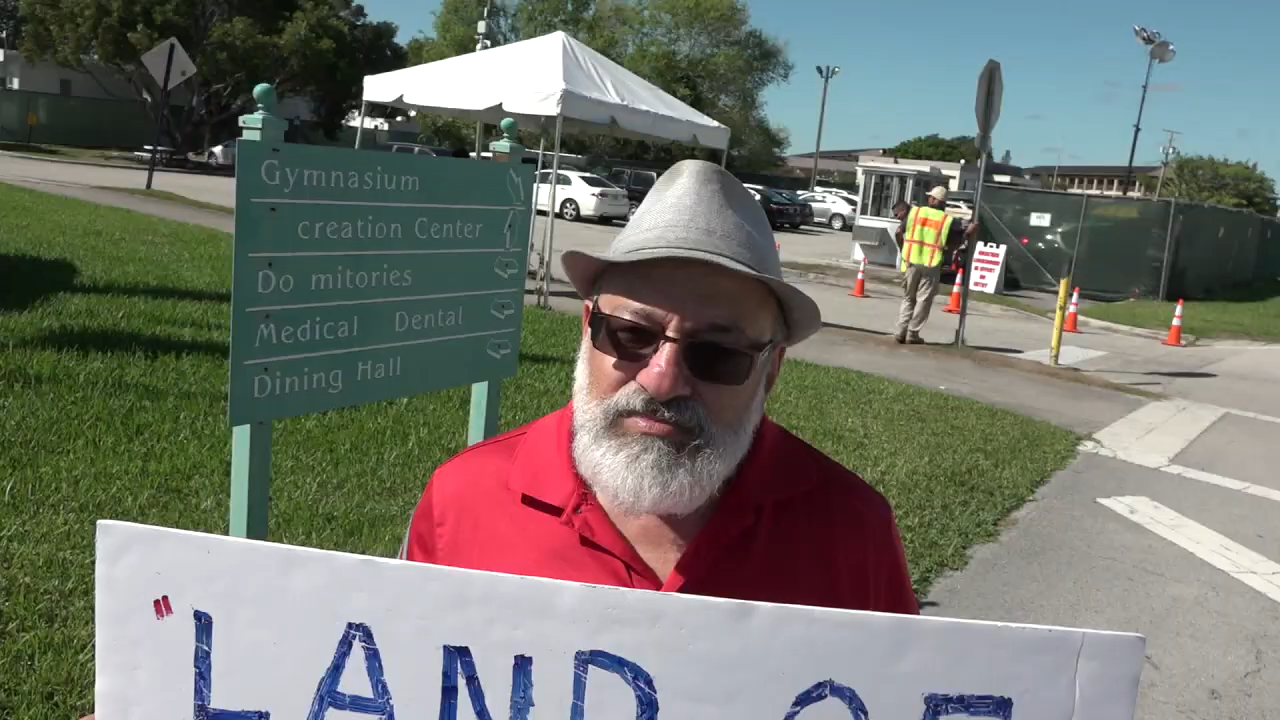 Gymnasium
creation Center
Do mitories
Medical Dental
Dining Hall
"LAND OF